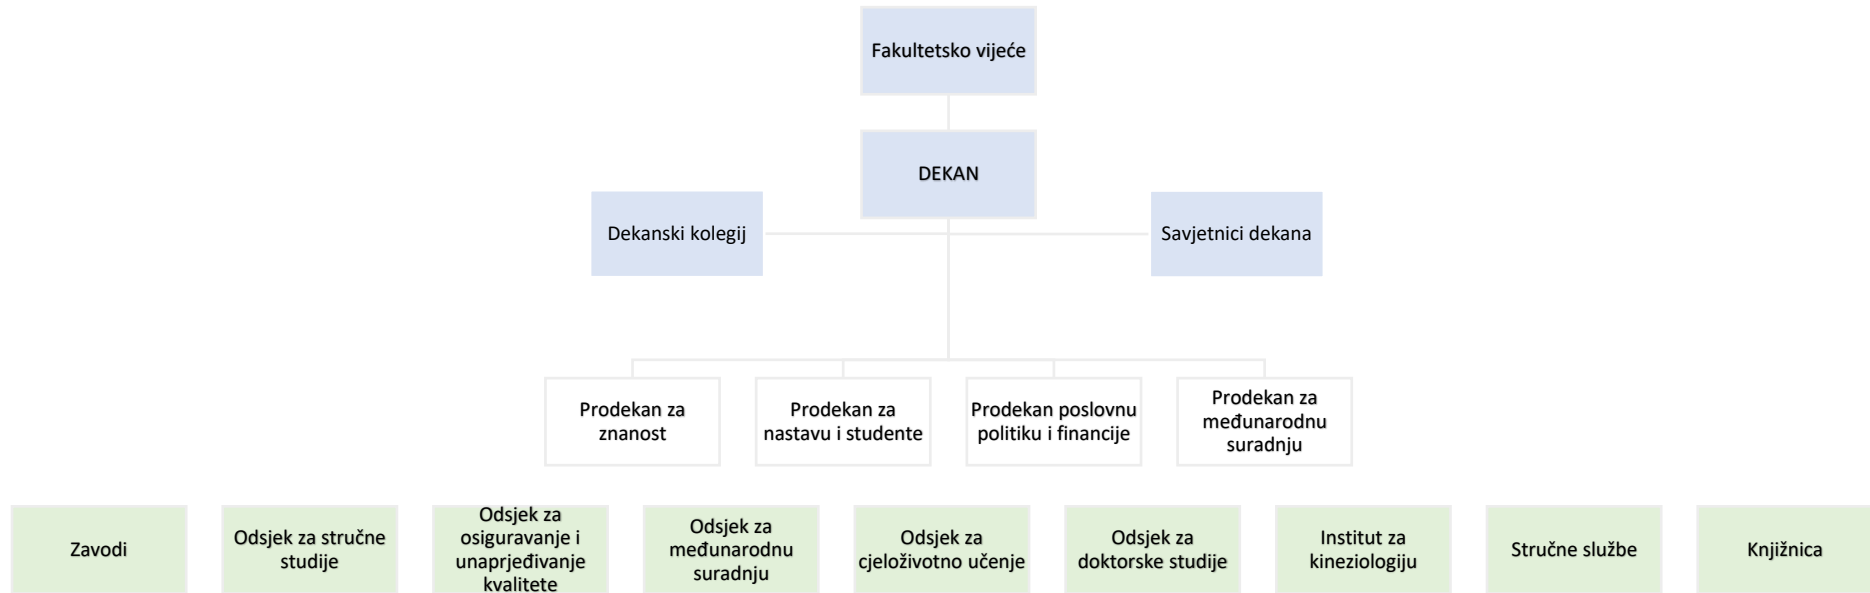 Fakultetsko vijeće
DEKAN
Dekanski kolegij
Savjetnici dekana
Prodekan za
znanost
Prodekan za
nastavu i studente
Prodekan poslovnu
politiku i financije
Prodekan za
međunarodnu
suradnju
Zavodi
Odsjek za stručne
studije
Odsjek za
osiguravanje i
unaprjeđivanje
kvalitete
Odsjek za
međunarodnu
suradnju
Odsjek za
cjeloživotno učenje
Odsjek za
doktorske studije
Institut za
kineziologiju
Stručne službe
Knjižnica